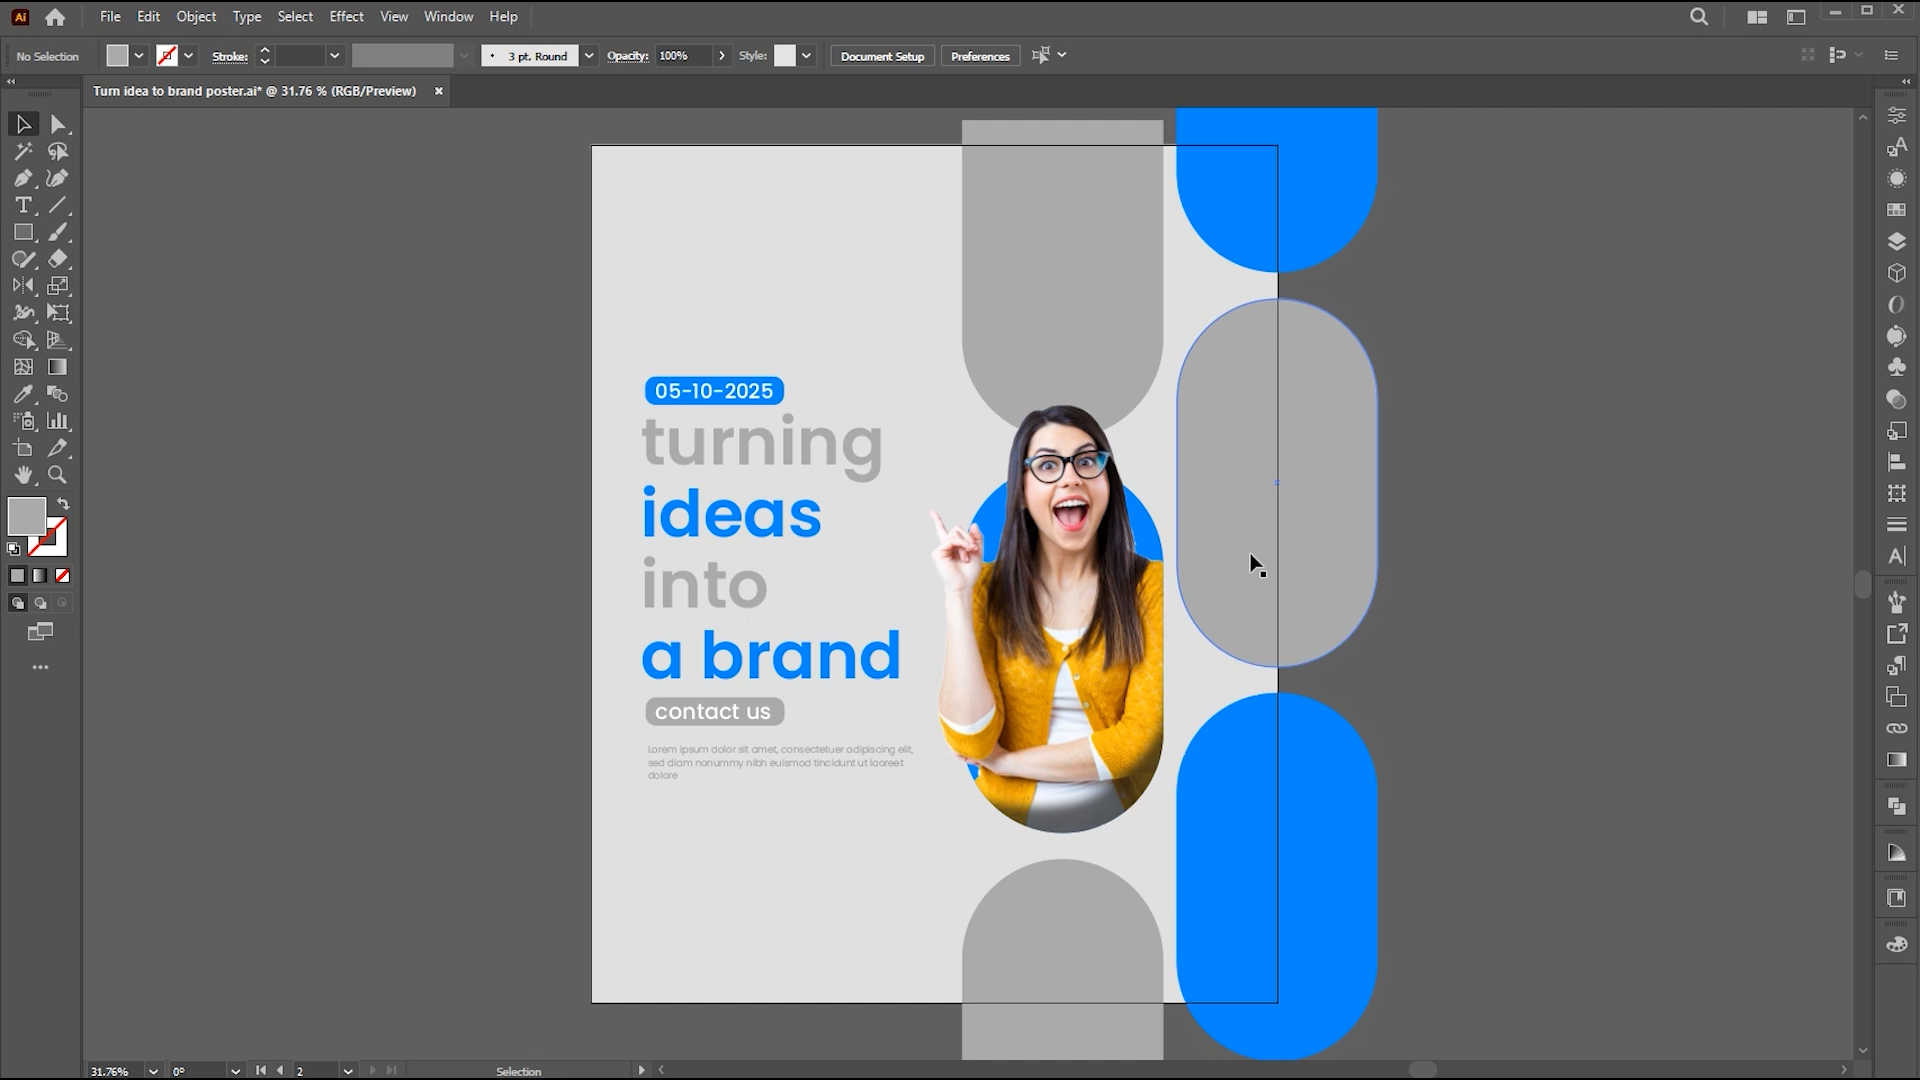 Ai File Edit Object Type Select Effect View Window Help
No Selection Stroke: 3 pt. Round Opacity: 100% Style: Document Setup Preferences
Turn idea to brand poster.ai* @ 31.76 % (RGB/Preview) ×
05-10-2025
turning
ideas
into
a brand
contact us
Lorem ipsum dolor sit amet, consectetuer adipiscing elit,
sed diam nonummy nibh euismod tincidunt ut laoreet
dolore
31.76% 0° 2 Selection